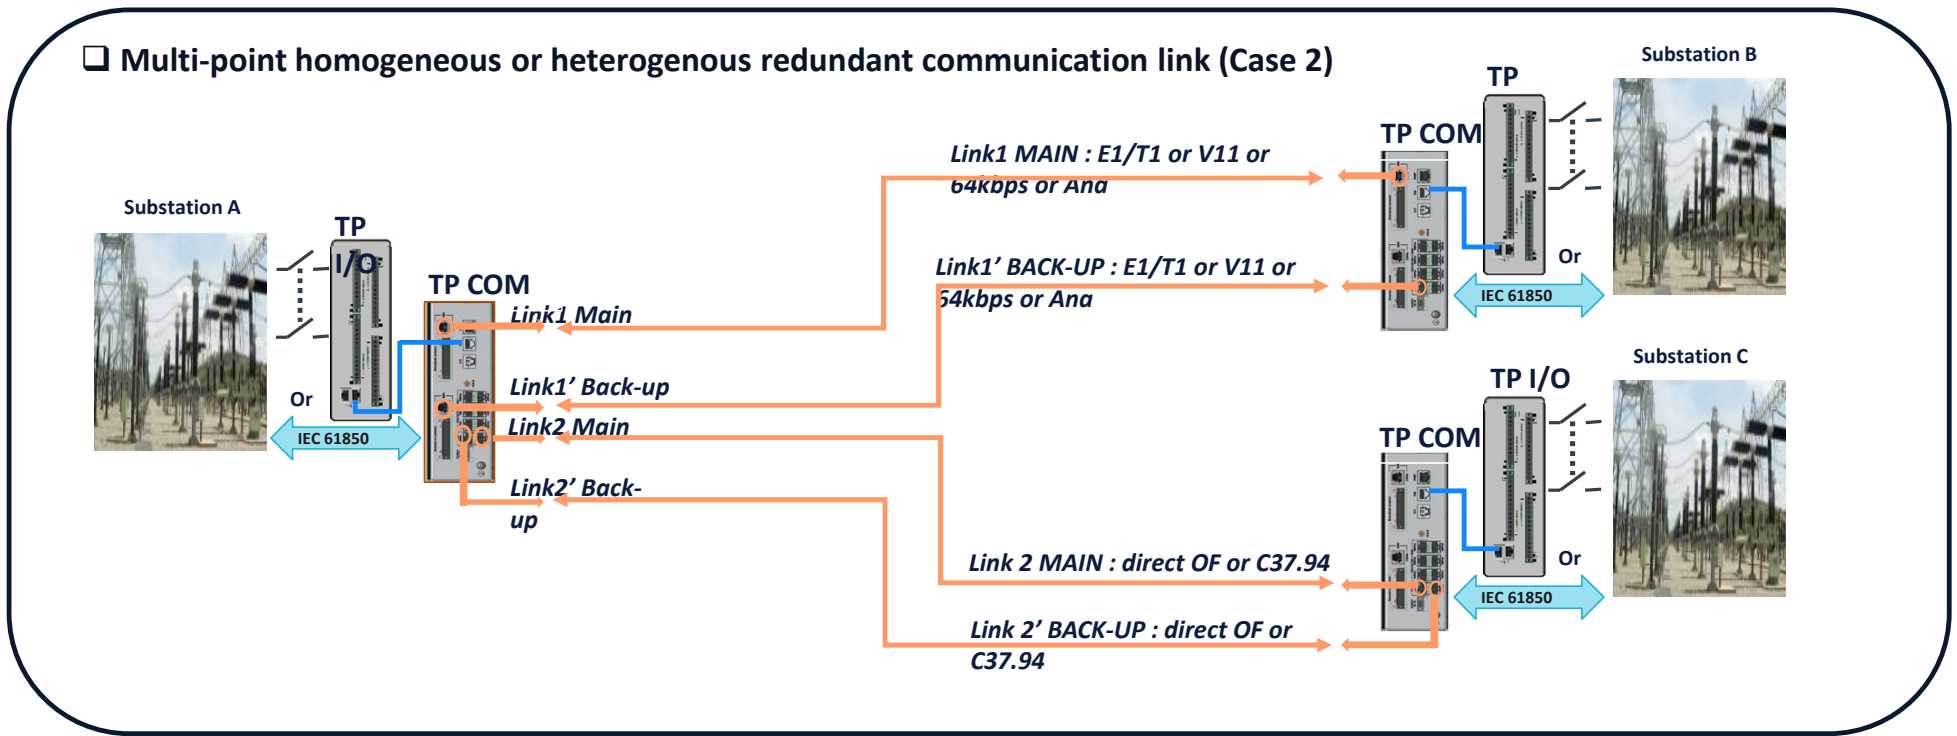 ❑ Multi-point homogeneous or heterogenous redundant communication link (Case 2)
Substation B
TP
TP COM
Link1 MAIN : E1/T1 or V11 or
64kbps or Ana
Substation A
TP
I/O
Or
Link1’ BACK-UP : E1/T1 or V11 or
64kbps or Ana
IEC 61850
TP COM
Link1 Main
Substation C
TP I/O
Link1’ Back-up
Or
Link2 Main
IEC 61850
TP COM
Link2’ Back-
up
Link 2 MAIN : direct OF or C37.94
Or
IEC 61850
Link 2’ BACK-UP : direct OF or
C37.94